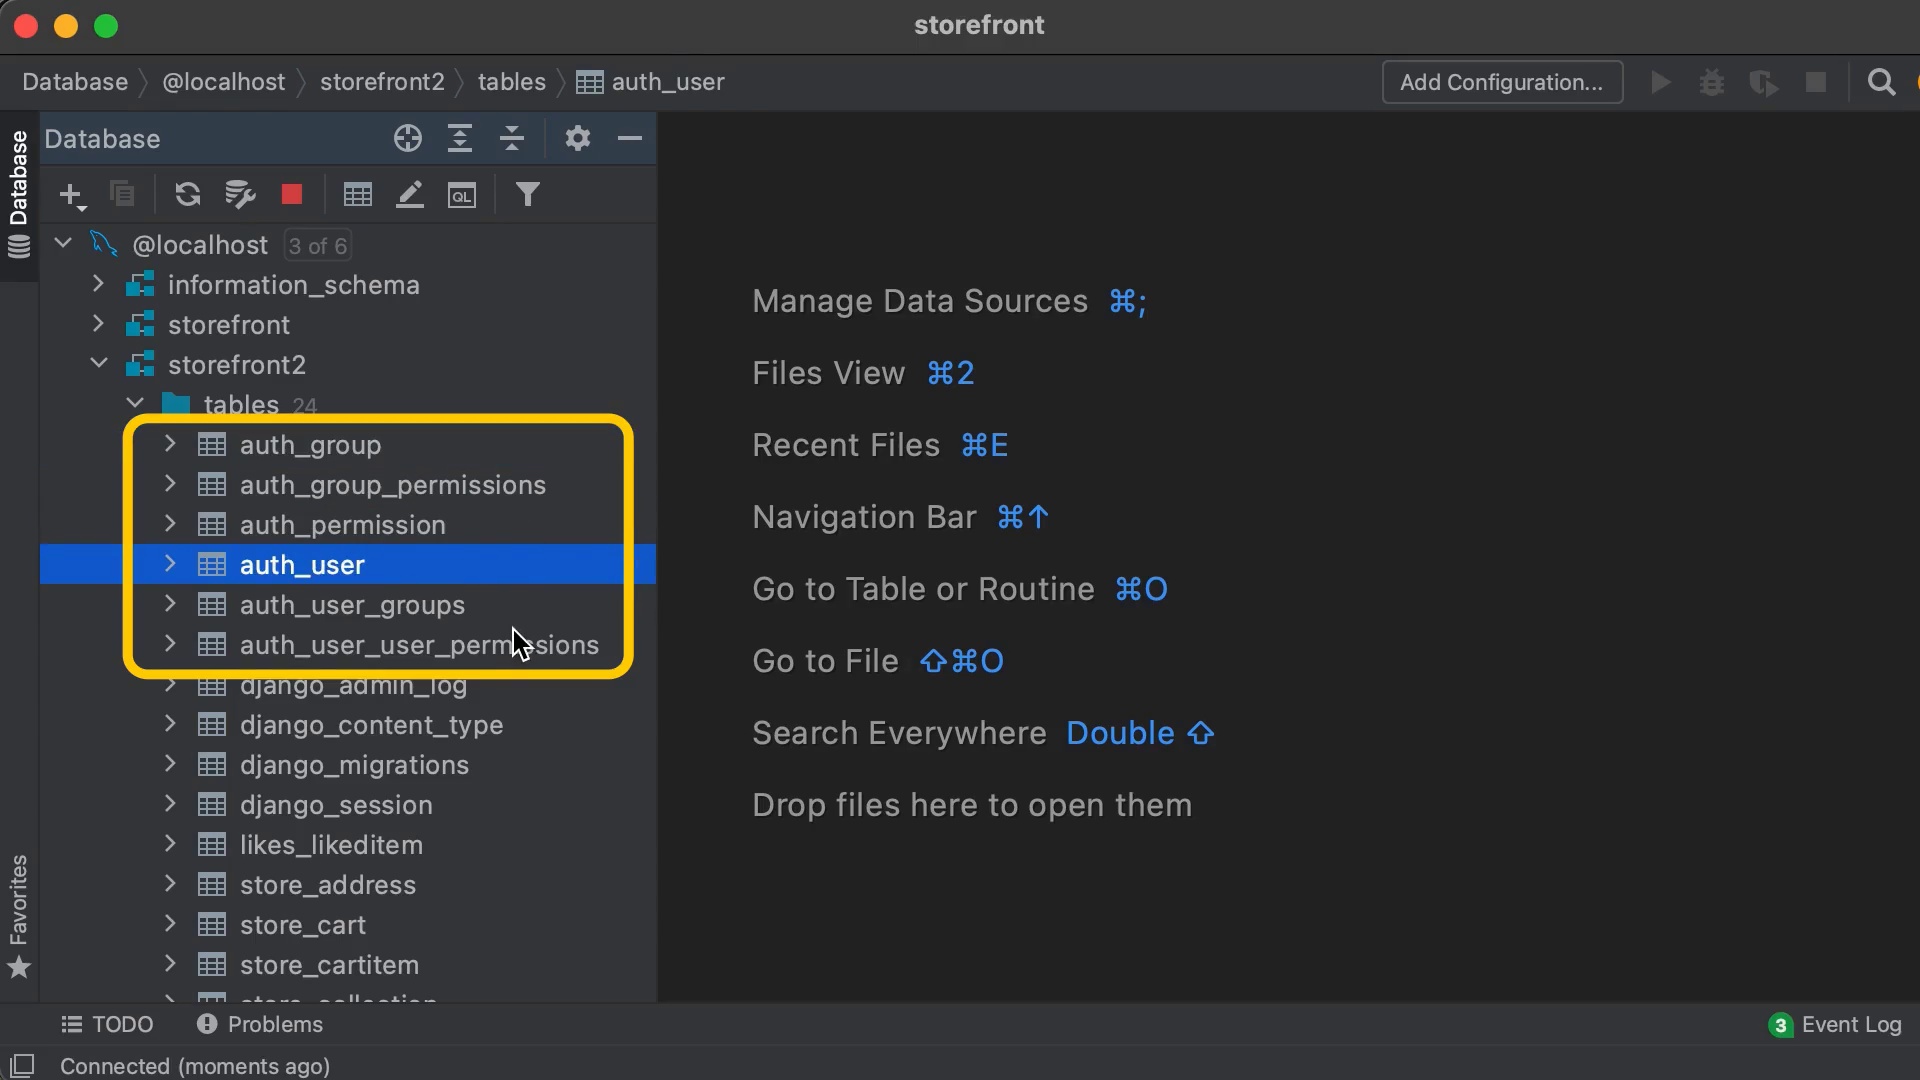 storefront
Database @localhost storefront2 tables auth_user
Add Configuration...
Database
Database
QL
@localhost 3 of 6
information_schema
storefront
storefront2
tables 24
auth_group
auth_group_permissions
auth_permission
auth_user
auth_user_groups
auth_user_user_permissions
django_admin_log
django_content_type
django_migrations
django_session
likes_likeditem
store_address
store_cart
store_cartitem
store_collection
Manage Data Sources ⌘;
Files View ⌘2
Recent Files ⌘E
Navigation Bar ⌘↑
Go to Table or Routine ⌘O
Go to File ⇧⌘O
Search Everywhere Double ⇧
Drop files here to open them
Favorites
TODO
Problems
3 Event Log
Connected (moments ago)